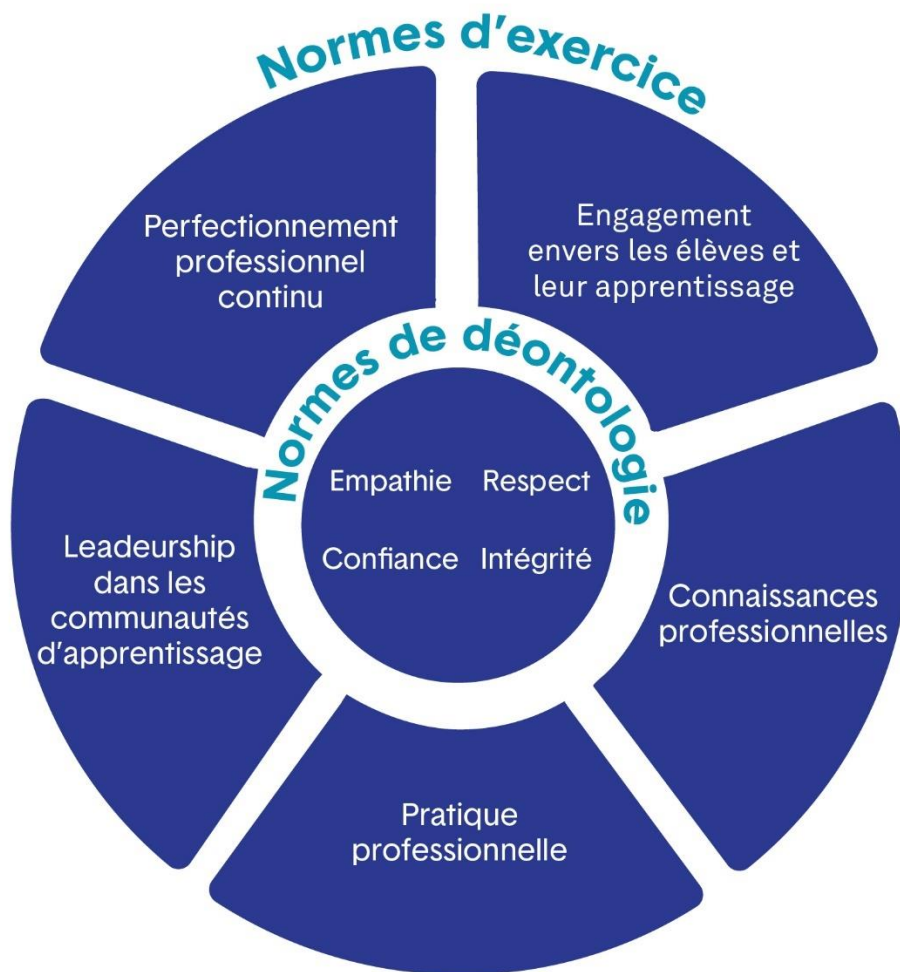 Normes d'exercice
Perfectionnement
professionnel
continu
Engagement
envers les élèves et
leur apprentissage
Normes de déontologie
Empathie Respect
Confiance Intégrité
Leadeurship
dans les
communautés
d'apprentissage
Connaissances
professionnelles
Pratique
professionnelle